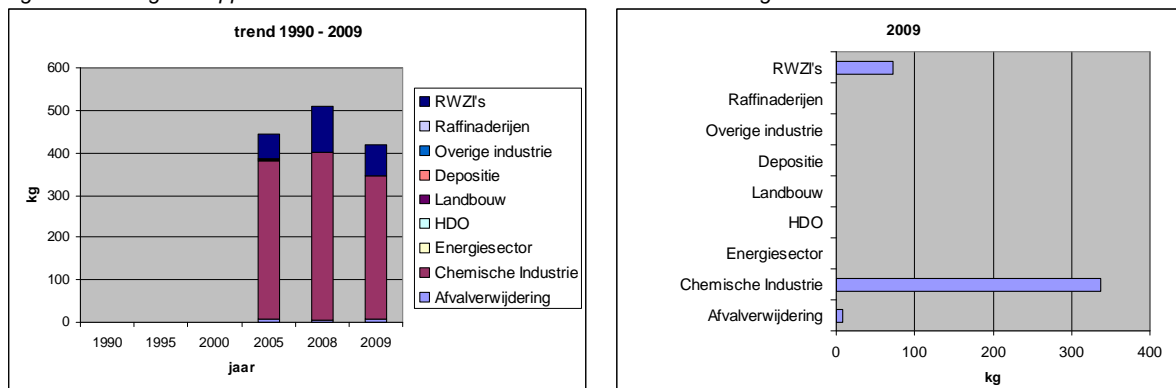 trend 1990 - 2009
600
500
400
300
200
100
0
kg
1990 1995 2000 2005 2008 2009
jaar
RWZI's
Raffinaderijen
Overige industrie
Depositie
Landbouw
HDO
Energiesector
Chemische Industrie
Afvalverwijdering
2009
RWZI's
Raffinaderijen
Overige industrie
Depositie
Landbouw
HDO
Energiesector
Chemische Industrie
Afvalverwijdering
0 100 200 300 400
kg